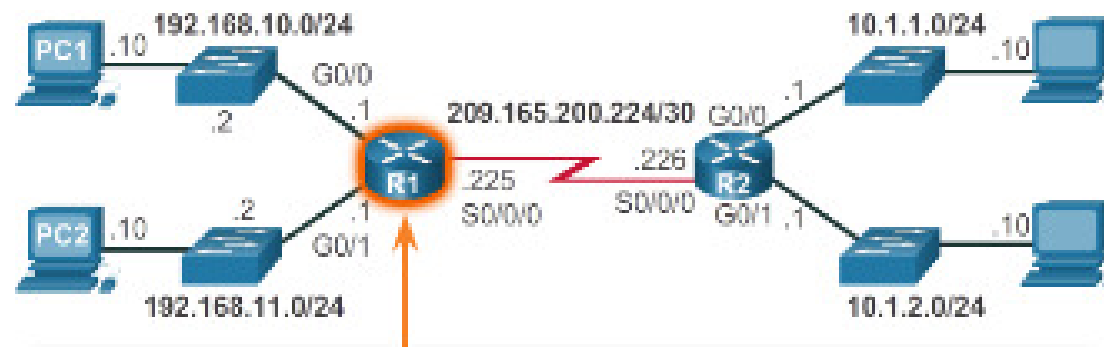 192.168.10.0/24
10.1.1.0/24
PC1
.10
.10
G0/0
.1
.2
209.165.200.224/30
G0/0
.1
R1
.225
S0/0/0
.226
S0/0/0
R2
G0/1
.1
PC2
.10
.2
.1
G0/1
.10
192.168.11.0/24
10.1.2.0/24